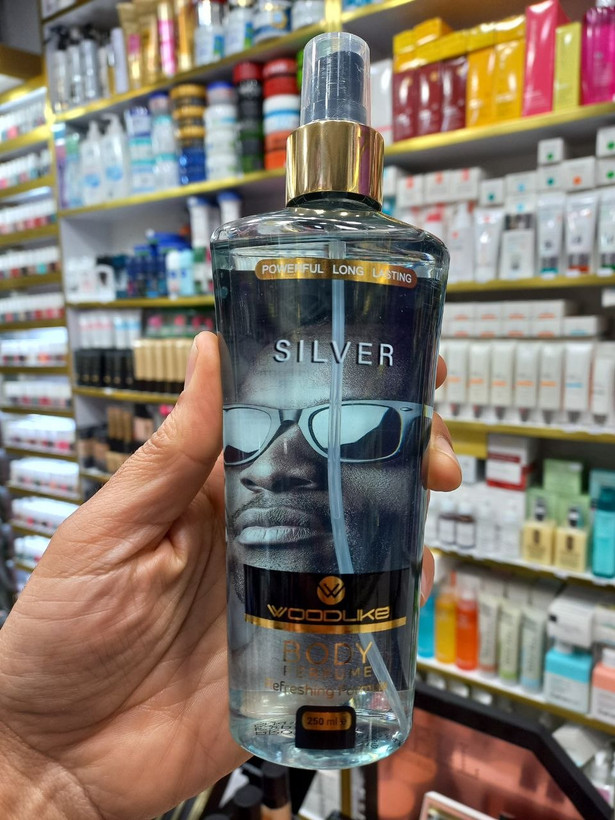 POWERFUL LONG LASTING
SILVER
WOODLIKE
BODY
PERFUME
Refreshing
250 ml e